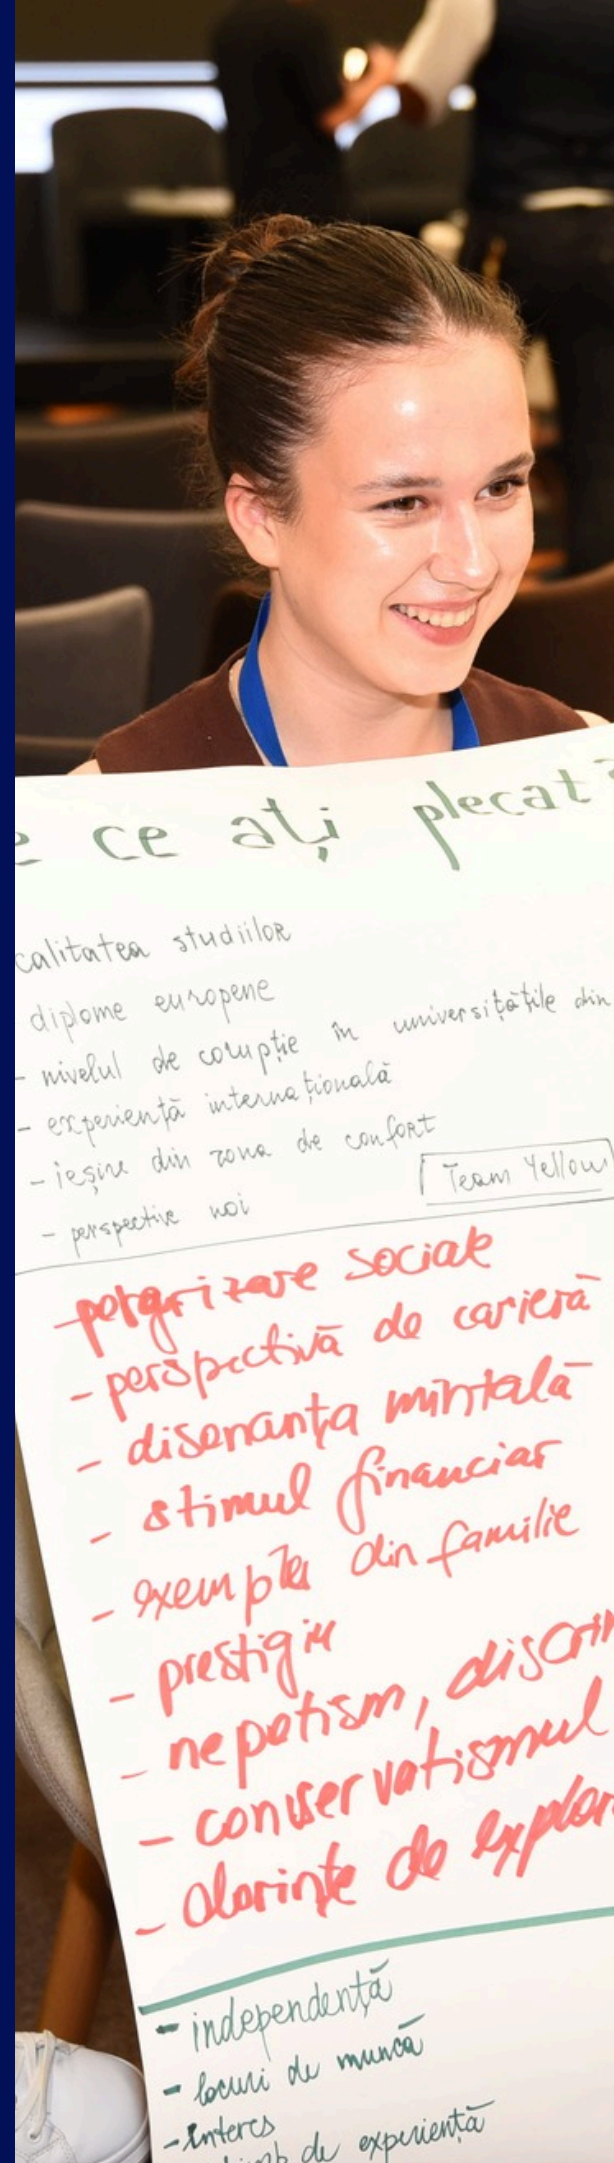 e ce ați plecat?
calitatea studiilor
diplome europene
- nivelul de corupție în universitățile din
- experiență internațională
- ieșire din zona de confort
- perspective noi
Team Yellow
sociale
- perspectivă de carieră
- disonanța mintală
- stimul financiar
- exemple din familie
- prestigiu
- nepotism, discri
- conservatismul
- dorințe de explor
- independență
- locuri de muncă
- interes
de experiență